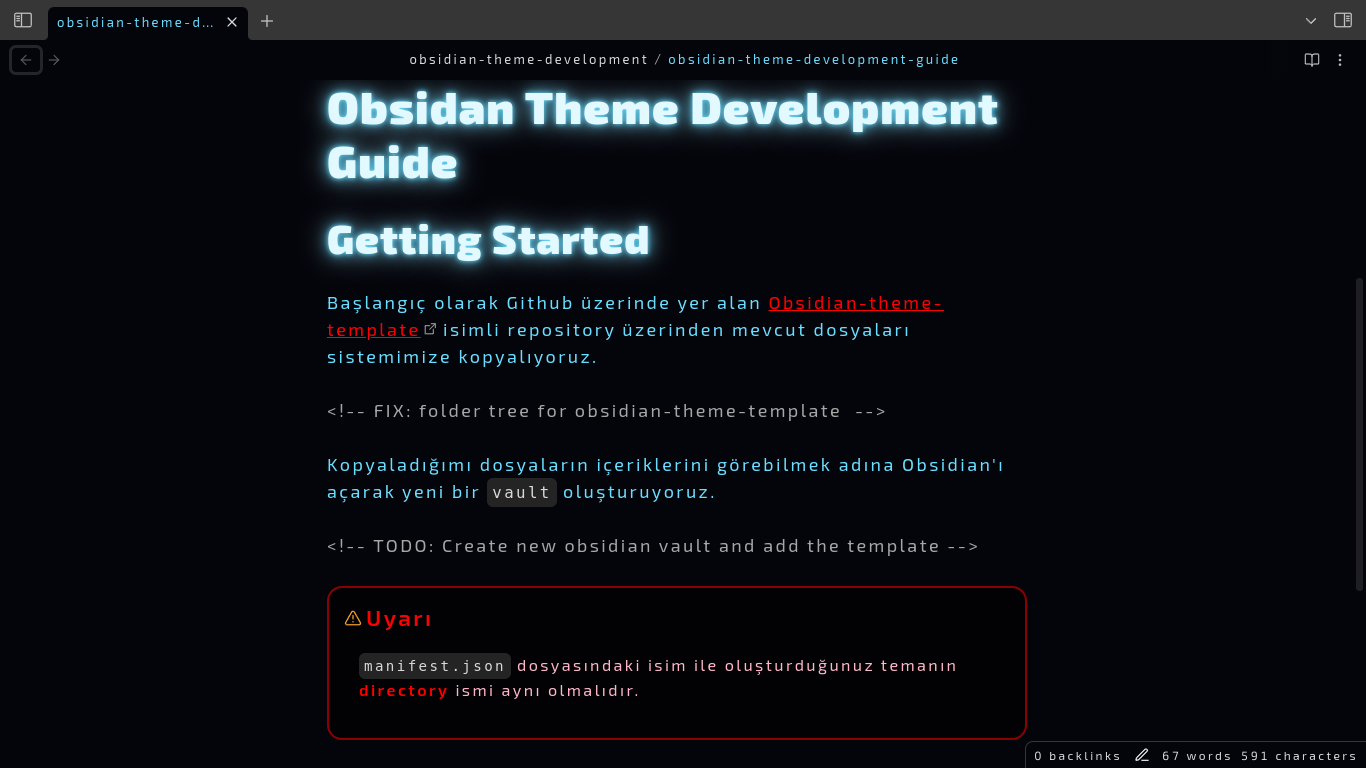 obsidian-theme-d...
obsidian-theme-development / obsidian-theme-development-guide
Obsidan Theme Development
Guide
Getting Started
Başlangıç olarak Github üzerinde yer alan Obsidian-theme-
template isimli repository üzerinden mevcut dosyaları
sistemimize kopyalıyoruz.
<!-- FIX: folder tree for obsidian-theme-template  -->
Kopyaladığımı dosyaların içeriklerini görebilmek adına Obsidian'ı
açarak yeni bir vault oluşturuyoruz.
<!-- TODO: Create new obsidian vault and add the template -->
Uyarı
manifest.json dosyasındaki isim ile oluşturduğunuz temanın
directory ismi aynı olmalıdır.
0 backlinks 67 words 591 characters